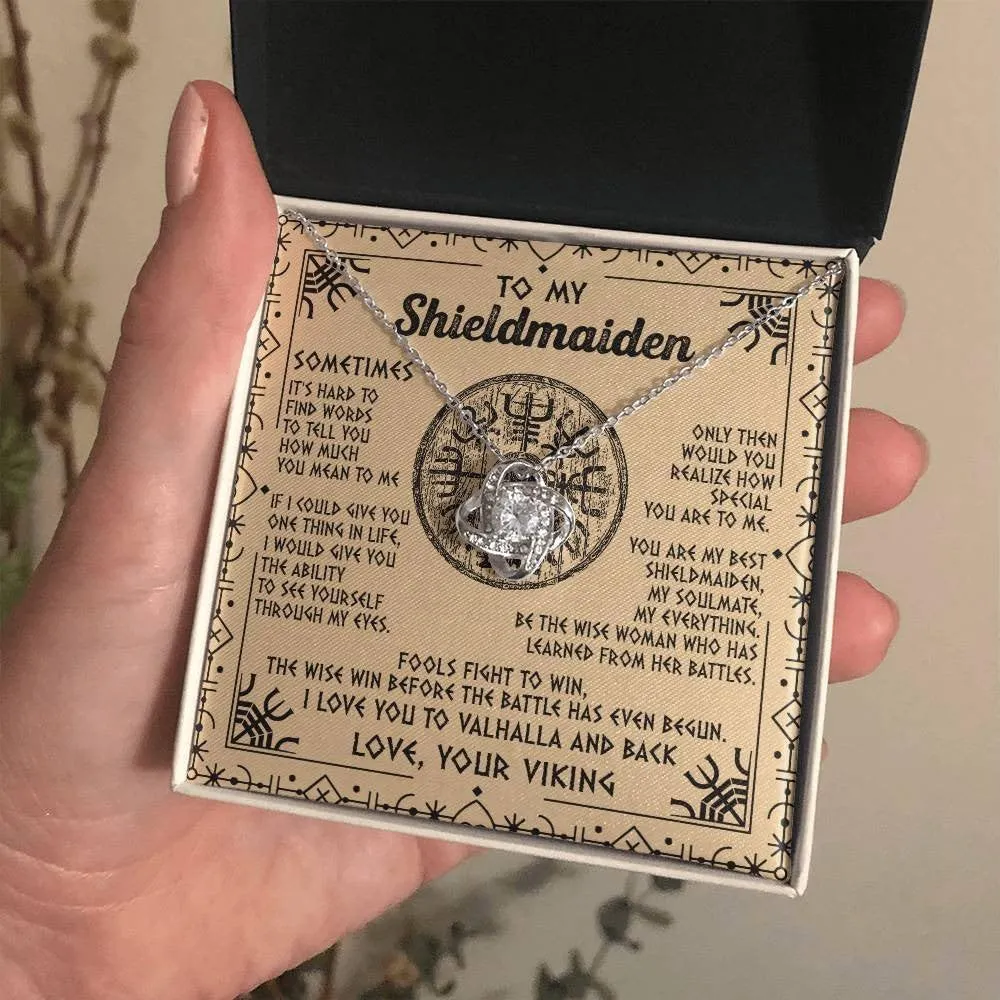 TO MY
Shieldmaiden
SOMETIMES
IT'S HARD TO
FIND WORDS
TO TELL YOU
HOW MUCH
YOU MEAN TO ME
IF I COULD GIVE YOU
ONE THING IN LIFE,
I WOULD GIVE YOU
THE ABILITY
TO SEE YOURSELF
THROUGH MY EYES.
ONLY THEN
WOULD YOU
REALIZE HOW
SPECIAL
YOU ARE TO ME.
YOU ARE MY BEST
SHIELDMAIDEN,
MY SOULMATE,
MY EVERYTHING.
BE THE WISE WOMAN WHO HAS
LEARNED FROM HER BATTLES.
FOOLS FIGHT TO WIN,
THE WISE WIN BEFORE THE BATTLE HAS EVEN BEGUN.
I LOVE YOU TO VALHALLA AND BACK
LOVE, YOUR VIKING